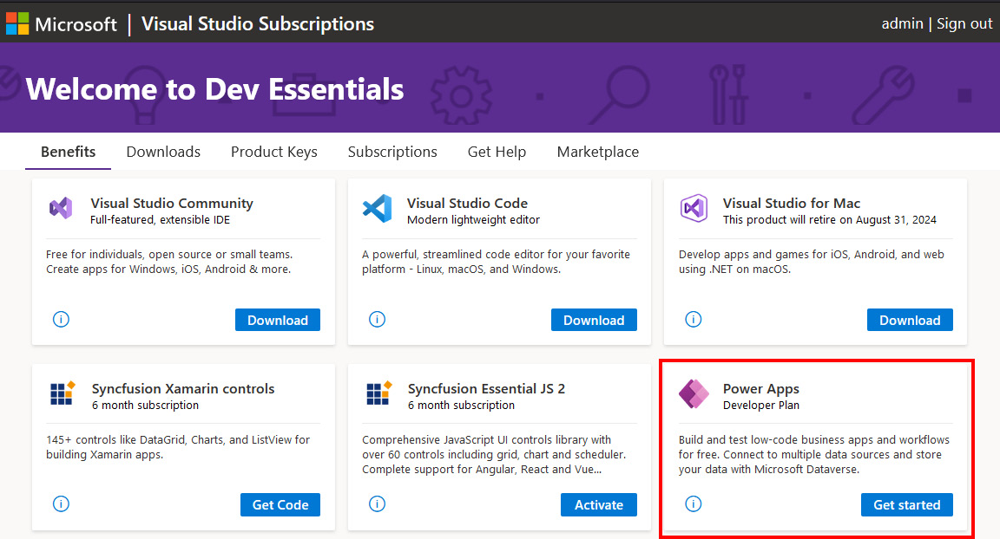 Microsoft | Visual Studio Subscriptions
admin | Sign out
Welcome to Dev Essentials
Benefits
Downloads
Product Keys
Subscriptions
Get Help
Marketplace
Visual Studio Community
Full-featured, extensible IDE
Free for individuals, open source or small teams.
Create apps for Windows, iOS, Android & more.
Download
Visual Studio Code
Modern lightweight editor
A powerful, streamlined code editor for your favorite
platform - Linux, macOS, and Windows.
Download
Visual Studio for Mac
This product will retire on August 31, 2024
Develop apps and games for iOS, Android, and web
using .NET on macOS.
Download
Syncfusion Xamarin controls
6 month subscription
145+ controls like DataGrid, Charts, and ListView for
building Xamarin apps.
Get Code
Syncfusion Essential JS 2
6 month subscription
Comprehensive JavaScript UI controls library with
over 60 controls including grid, chart and scheduler.
Complete support for Angular, React and Vue...
Activate
Power Apps
Developer Plan
Build and test low-code business apps and workflows
for free. Connect to multiple data sources and store
your data with Microsoft Dataverse.
Get started